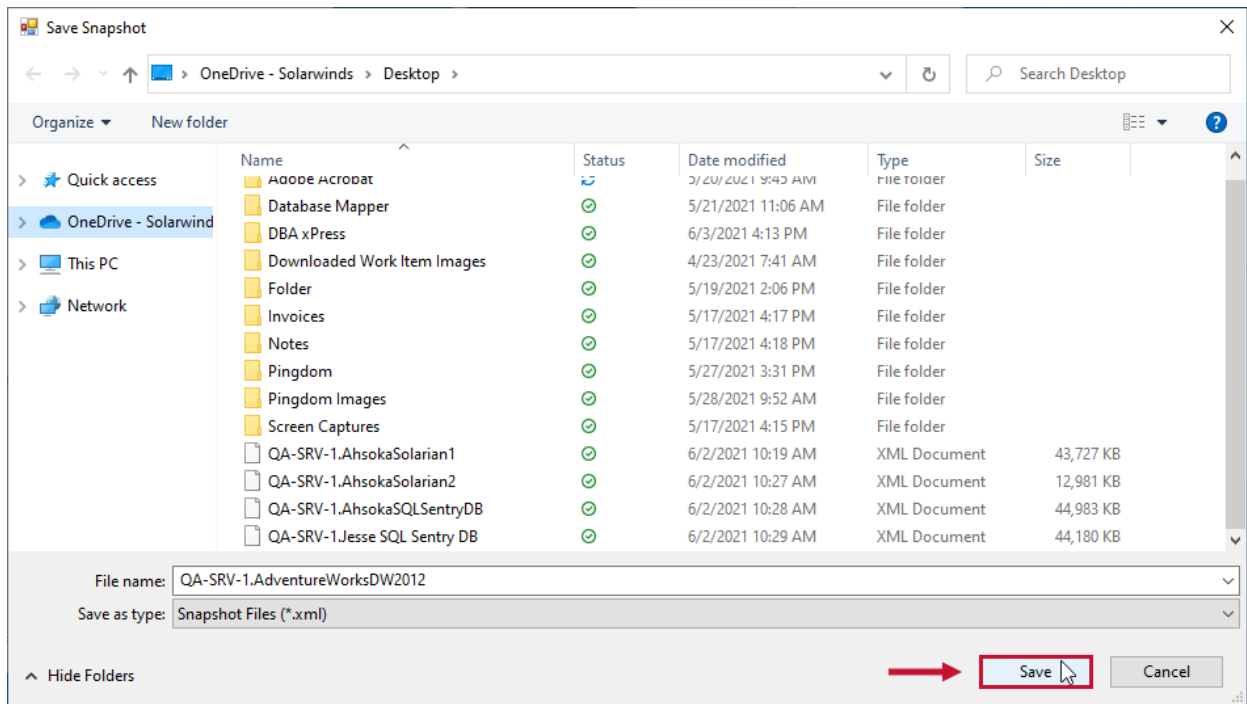 Save Snapshot
OneDrive - Solarwinds > Desktop >
Search Desktop
Organize
New folder
Name Status Date modified Type Size
Quick access
OneDrive - Solarwind
This PC
Network
Adobe Acrobat 5/20/2021 9:45 AM File folder
Database Mapper 5/21/2021 11:06 AM File folder
DBA xPress 6/3/2021 4:13 PM File folder
Downloaded Work Item Images 4/23/2021 7:41 AM File folder
Folder 5/19/2021 2:06 PM File folder
Invoices 5/17/2021 4:17 PM File folder
Notes 5/17/2021 4:18 PM File folder
Pingdom 5/27/2021 3:31 PM File folder
Pingdom Images 5/28/2021 9:52 AM File folder
Screen Captures 5/17/2021 4:15 PM File folder
QA-SRV-1.AhsokaSolarian1 6/2/2021 10:19 AM XML Document 43,727 KB
QA-SRV-1.AhsokaSolarian2 6/2/2021 10:27 AM XML Document 12,981 KB
QA-SRV-1.AhsokaSQLSentryDB 6/2/2021 10:28 AM XML Document 44,983 KB
QA-SRV-1.Jesse SQL Sentry DB 6/2/2021 10:29 AM XML Document 44,180 KB
File name: QA-SRV-1.AdventureWorksDW2012
Save as type: Snapshot Files (*.xml)
Hide Folders
Save
Cancel